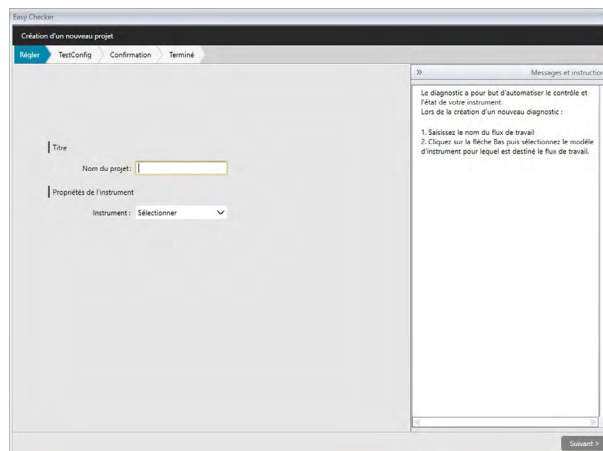 Easy Checker
Création d'un nouveau projet
Régler TestConfig Confirmation Terminé
» Messages et instruction
Le diagnostic a pour but d'automatiser le contrôle et
l'état de votre instrument.
Lors de la création d'un nouveau diagnostic :
1. Saisissez le nom du flux de travail
2. Cliquez sur la flèche Bas puis sélectionnez le modèle
d'instrument pour lequel est destiné le flux de travail.
Titre
Nom du projet:
Propriétés de l'instrument
Instrument : Sélectionner
Suivant >